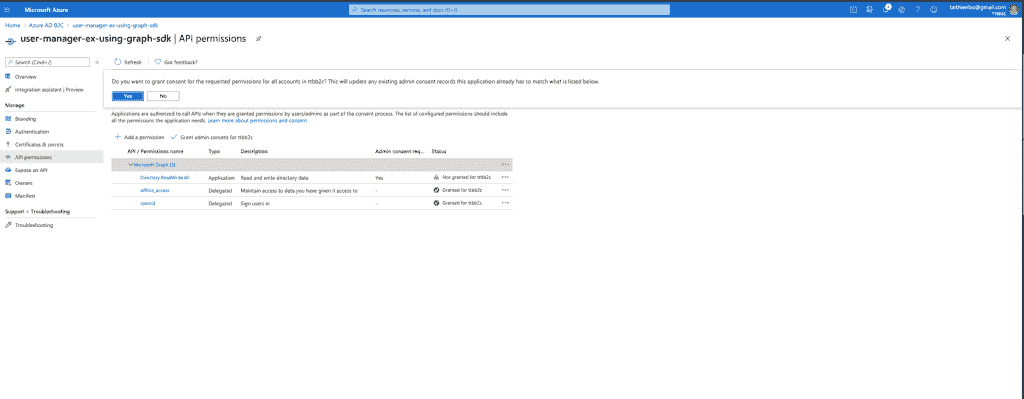 Microsoft Azure
Search resources, services, and docs (G+/)
1
tathienbo@gmail.com
TTBB2C
Home > Azure AD B2C > user-manager-ex-using-graph-sdk
user-manager-ex-using-graph-sdk | API permissions
Search (Cmd+/)
Refresh
Got feedback?
Overview
Integration assistant | Preview
Manage
Branding
Authentication
Certificates & secrets
API permissions
Expose an API
Owners
Manifest
Support + Troubleshooting
Troubleshooting
Do you want to grant consent for the requested permissions for all accounts in ttbb2c? This will update any existing admin consent records this application already has to match what is listed below.
Yes
No
Applications are authorized to call APIs when they are granted permissions by users/admins as part of the consent process. The list of configured permissions should include
all the permissions the application needs. Learn more about permissions and consent
Add a permission
Grant admin consent for ttbb2c
API / Permissions name Type Description Admin consent req... Status
Microsoft Graph (3)
Directory.ReadWrite.All Application Read and write directory data Yes Not granted for ttbb2c
offline_access Delegated Maintain access to data you have given it access to - Granted for ttbb2c
openid Delegated Sign users in - Granted for ttbb2c